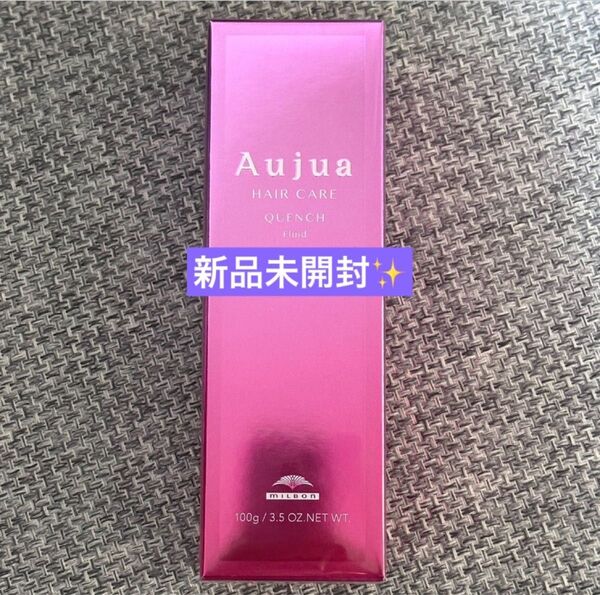 Aujua
HAIR CARE
QUENCH
Fluid
新品未開封✨
MILBON
100g / 3.5 OZ.NET WT.